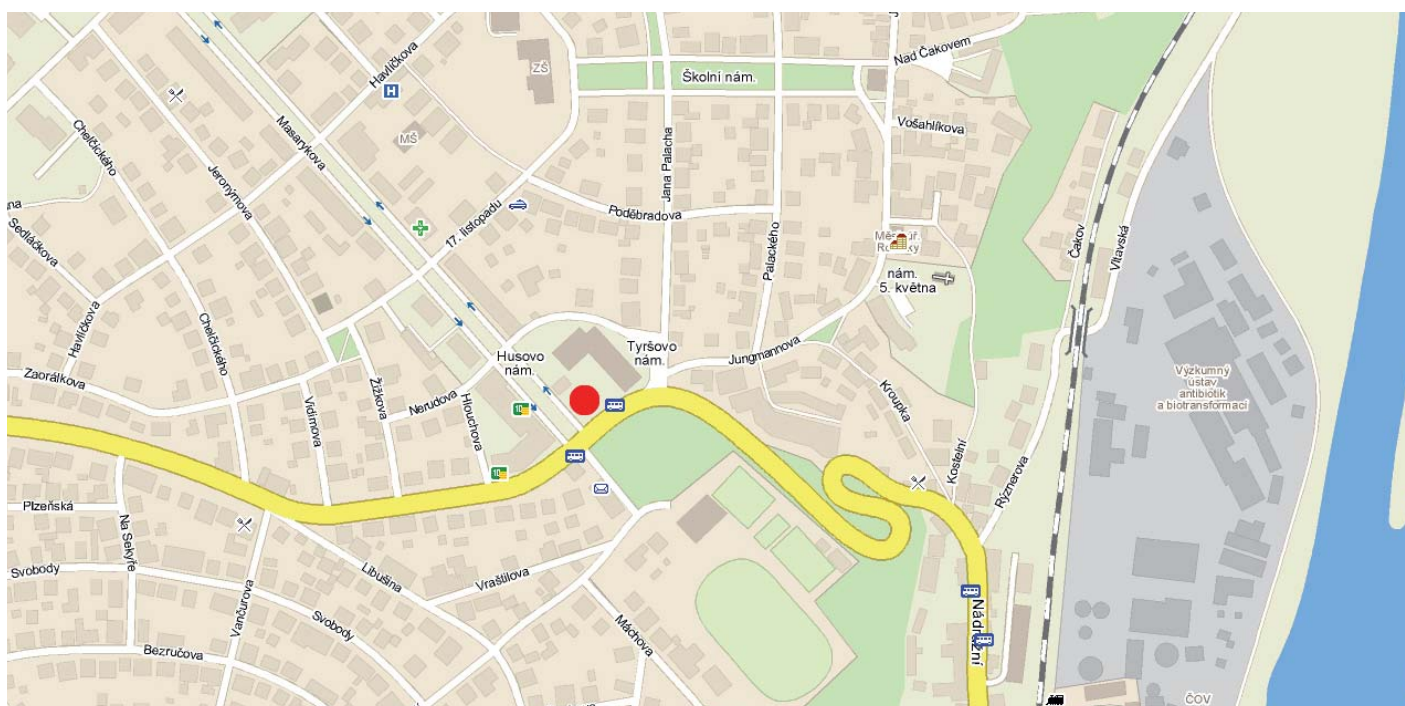 Havlíčkova
ZŠ
Nad Čakovem
Školní nám.
H
Vošahlíkova
Chelčického
Masarykova
MŠ
Jeronýmova
Jana Palacha
17. listopadu
Poděbradova
Palackého
Sedláčkova
nám.
5. května
Čakov
Vltavská
Havlíčkova
Chelčického
Husovo
nám.
Tyršovo
nám.
Jungmannova
Zaorálkova
Vidimova
Žižkova
Nerudova
Hlouchova
Kroupka
Výzkumný
ústav
antibiotik
a biotransformací
Kostelní
Rýznerova
Plzeňská
Na Sekyře
Svobody
Libušina
Vraštilova
Vančurova
Svobody
Máchova
Bezručova
Nádražní
ČOV